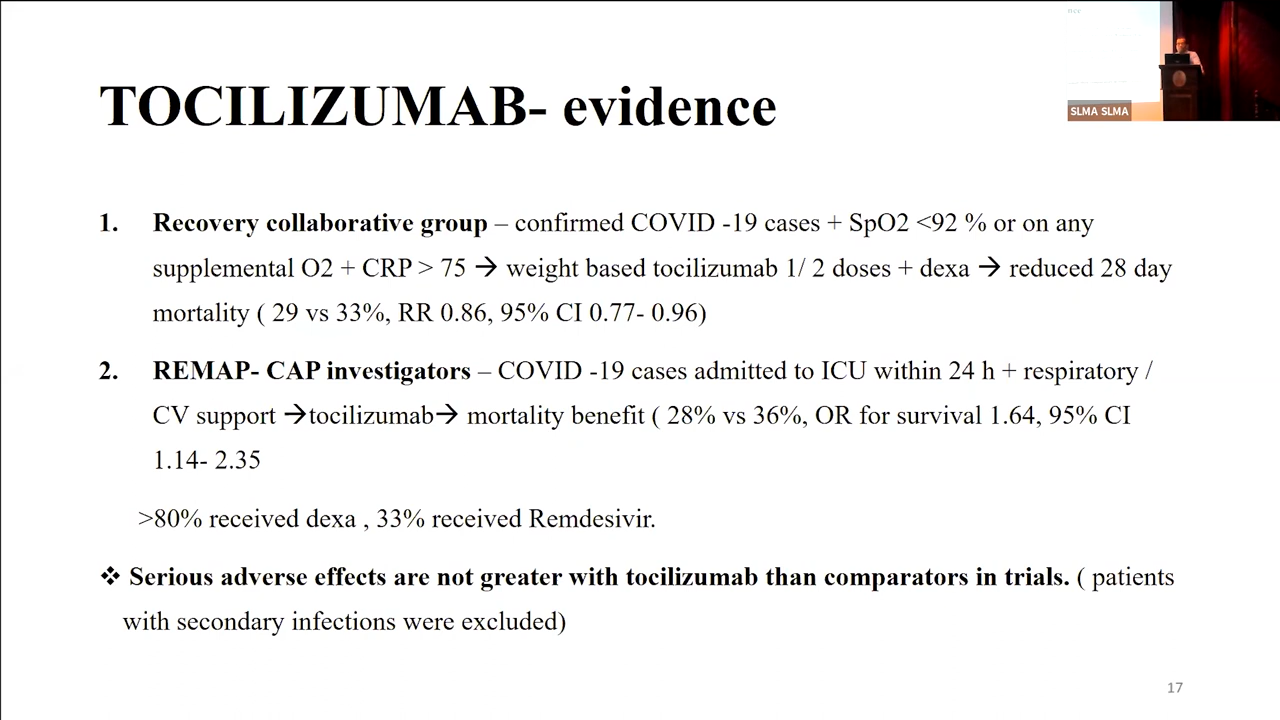 SLMA SLMA
TOCILIZUMAB- evidence
1. Recovery collaborative group – confirmed COVID -19 cases + SpO2 <92 % or on any
supplemental O2 + CRP > 75 → weight based tocilizumab 1/ 2 doses + dexa → reduced 28 day
mortality ( 29 vs 33%, RR 0.86, 95% CI 0.77- 0.96)
2. REMAP- CAP investigators – COVID -19 cases admitted to ICU within 24 h + respiratory /
CV support →tocilizumab→ mortality benefit ( 28% vs 36%, OR for survival 1.64, 95% CI
1.14- 2.35
>80% received dexa , 33% received Remdesivir.
❖ Serious adverse effects are not greater with tocilizumab than comparators in trials. ( patients
with secondary infections were excluded)
17